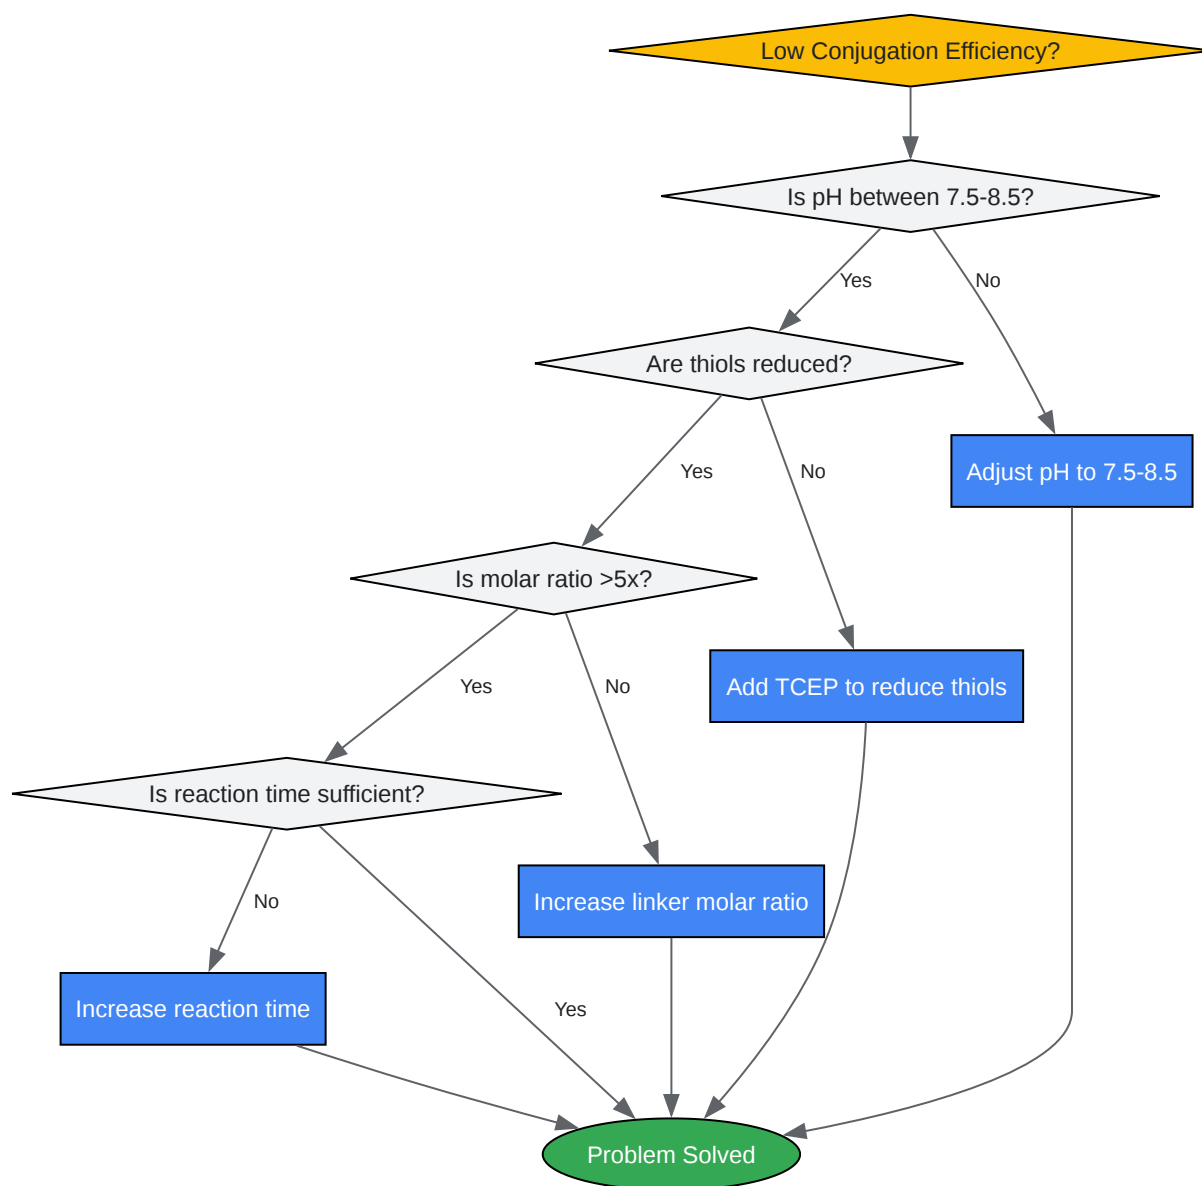 Low Conjugation Efficiency?
Is pH between 7.5-8.5?
Yes
No
Are thiols reduced?
Yes
No
Adjust pH to 7.5-8.5
Is molar ratio >5x?
Yes
No
Add TCEP to reduce thiols
Is reaction time sufficient?
No
Increase linker molar ratio
Increase reaction time
Yes
Problem Solved